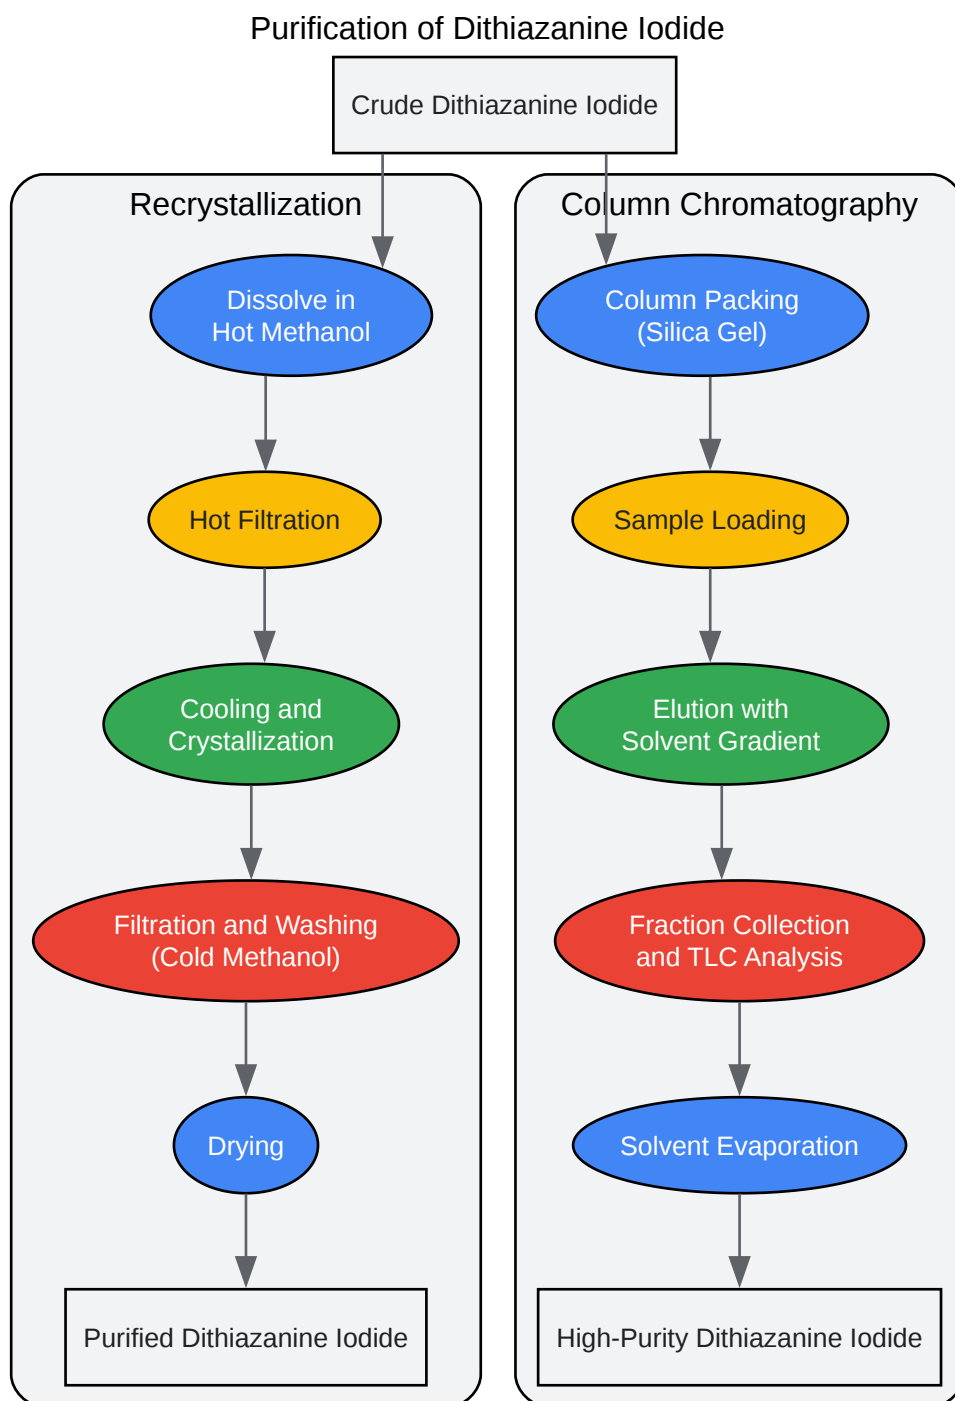 Purification of Dithiazanine Iodide
Crude Dithiazanine Iodide
Recrystallization
Dissolve in
Hot Methanol
Hot Filtration
Cooling and
Crystallization
Filtration and Washing
(Cold Methanol)
Drying
Purified Dithiazanine Iodide
Column Chromatography
Column Packing
(Silica Gel)
Sample Loading
Elution with
Solvent Gradient
Fraction Collection
and TLC Analysis
Solvent Evaporation
High-Purity Dithiazanine Iodide